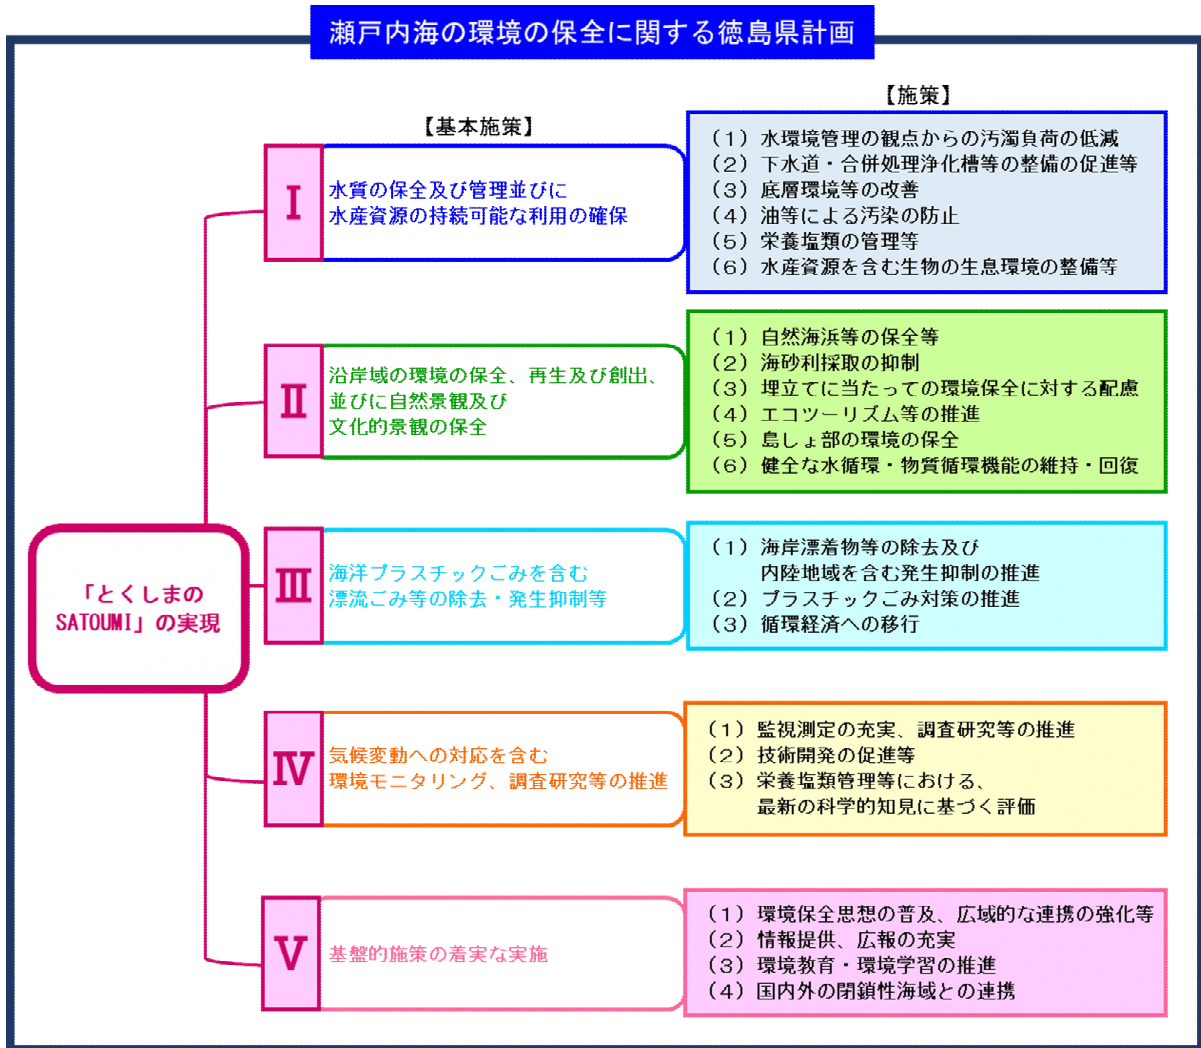 瀬戸内海の環境の保全に関する徳島県計画
【基本施策】
【施策】
「とくしまの
SATOUMI」の実現
Ⅰ
水質の保全及び管理並びに
水産資源の持続可能な利用の確保
（１）水環境管理の観点からの汚濁負荷の低減
（２）下水道・合併処理浄化槽等の整備の促進等
（３）底層環境等の改善
（４）油等による汚染の防止
（５）栄養塩類の管理等
（６）水産資源を含む生物の生息環境の整備等
Ⅱ
沿岸域の環境の保全、再生及び創出、
並びに自然景観及び
文化的景観の保全
（１）自然海浜等の保全等
（２）海砂利採取の抑制
（３）埋立てに当たっての環境保全に対する配慮
（４）エコツーリズム等の推進
（５）島しょ部の環境の保全
（６）健全な水循環・物質循環機能の維持・回復
Ⅲ
海洋プラスチックごみを含む
漂流ごみ等の除去・発生抑制等
（１）海岸漂着物等の除去及び
内陸地域を含む発生抑制の推進
（２）プラスチックごみ対策の推進
（３）循環経済への移行
Ⅳ
気候変動への対応を含む
環境モニタリング、調査研究等の推進
（１）監視測定の充実、調査研究等の推進
（２）技術開発の促進等
（３）栄養塩類管理等における、
最新の科学的知見に基づく評価
Ⅴ
基盤的施策の着実な実施
（１）環境保全思想の普及、広域的な連携の強化等
（２）情報提供、広報の充実
（３）環境教育・環境学習の推進
（４）国内外の閉鎖性海域との連携